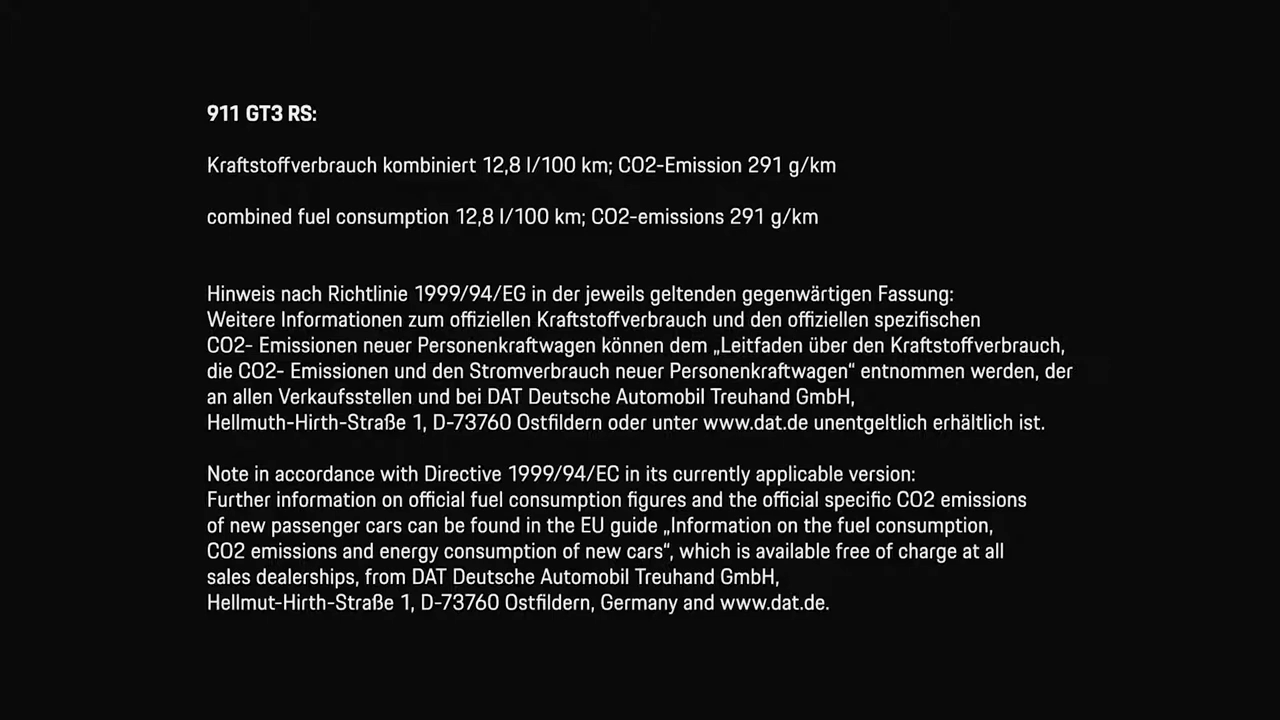 911 GT3 RS:
Kraftstoffverbrauch kombiniert 12,8 l/100 km; CO2-Emission 291 g/km
combined fuel consumption 12,8 l/100 km; CO2-emissions 291 g/km
Hinweis nach Richtlinie 1999/94/EG in der jeweils geltenden gegenwärtigen Fassung:
Weitere Informationen zum offiziellen Kraftstoffverbrauch und den offiziellen spezifischen
CO2- Emissionen neuer Personenkraftwagen können dem „Leitfaden über den Kraftstoffverbrauch,
die CO2- Emissionen und den Stromverbrauch neuer Personenkraftwagen“ entnommen werden, der
an allen Verkaufsstellen und bei DAT Deutsche Automobil Treuhand GmbH,
Hellmuth-Hirth-Straße 1, D-73760 Ostfildern oder unter www.dat.de unentgeltlich erhältlich ist.
Note in accordance with Directive 1999/94/EC in its currently applicable version:
Further information on official fuel consumption figures and the official specific CO2 emissions
of new passenger cars can be found in the EU guide „Information on the fuel consumption,
CO2 emissions and energy consumption of new cars“, which is available free of charge at all
sales dealerships, from DAT Deutsche Automobil Treuhand GmbH,
Hellmut-Hirth-Straße 1, D-73760 Ostfildern, Germany and www.dat.de.